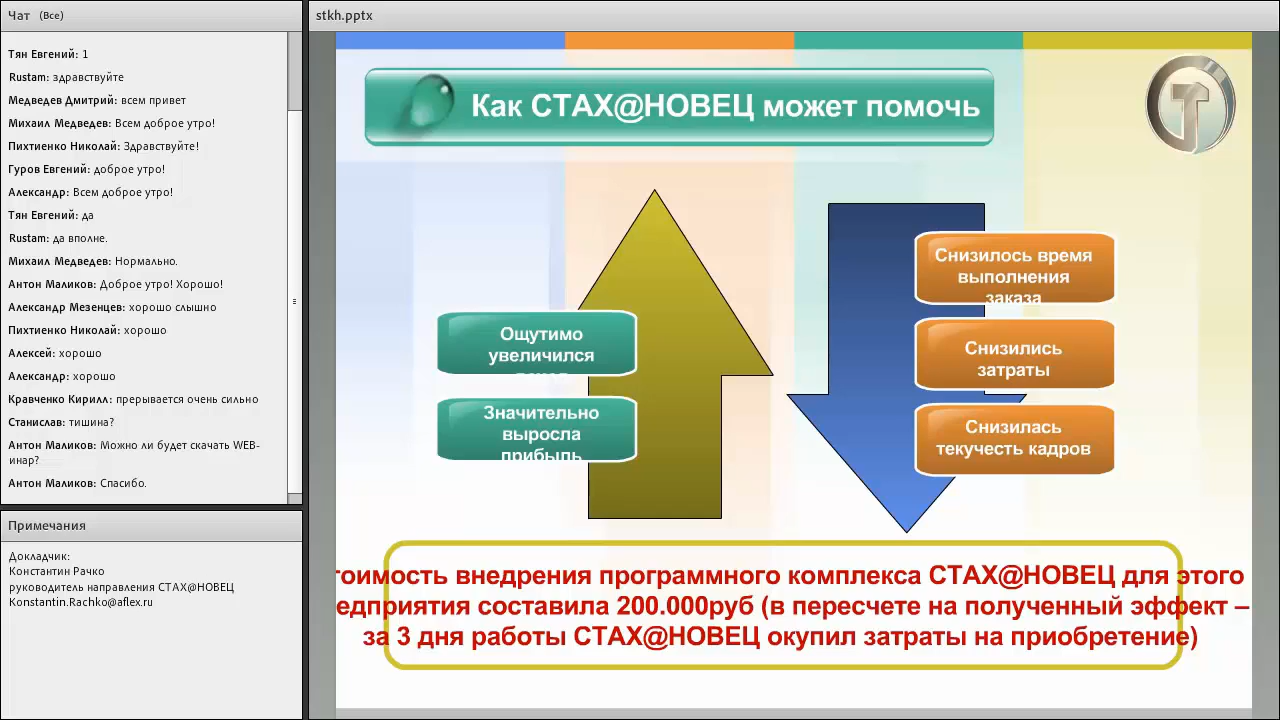 Чат (Все)
Тян Евгений: 1
Rustam: здравствуйте
Медведев Дмитрий: всем привет
Михаил Медведев: Всем доброе утро!
Пихтиенко Николай: Здравствуйте!
Гуров Евгений: доброе утро!
Александр: Всем доброе утро!
Тян Евгений: да
Rustam: да вполне.
Михаил Медведев: Нормально.
Антон Маликов: Доброе утро! Хорошо!
Александр Мезенцев: хорошо слышно
Пихтиенко Николай: хорошо
Алексей: хорошо
Александр: хорошо
Кравченко Кирилл: прерывается очень сильно
Станислав: тишина?
Антон Маликов: Можно ли будет скачать WEB-
инар?
Антон Маликов: Спасибо.
Примечания
Докладчик:
Константин Рачко
руководитель направления СТАХ@НОВЕЦ
Konstantin.Rachko@aflex.ru
stkh.pptx
Как СТАХ@НОВЕЦ может помочь
Ощутимо
увеличился
Значительно
выросла
прибыль
Снизилось время
выполнения
заказа
Снизились
затраты
Снизилась
текучесть кадров
тоимость внедрения программного комплекса СТАХ@НОВЕЦ для этого
едприятия составила 200.000руб (в пересчете на полученный эффект –
за 3 дня работы СТАХ@НОВЕЦ окупил затраты на приобретение)